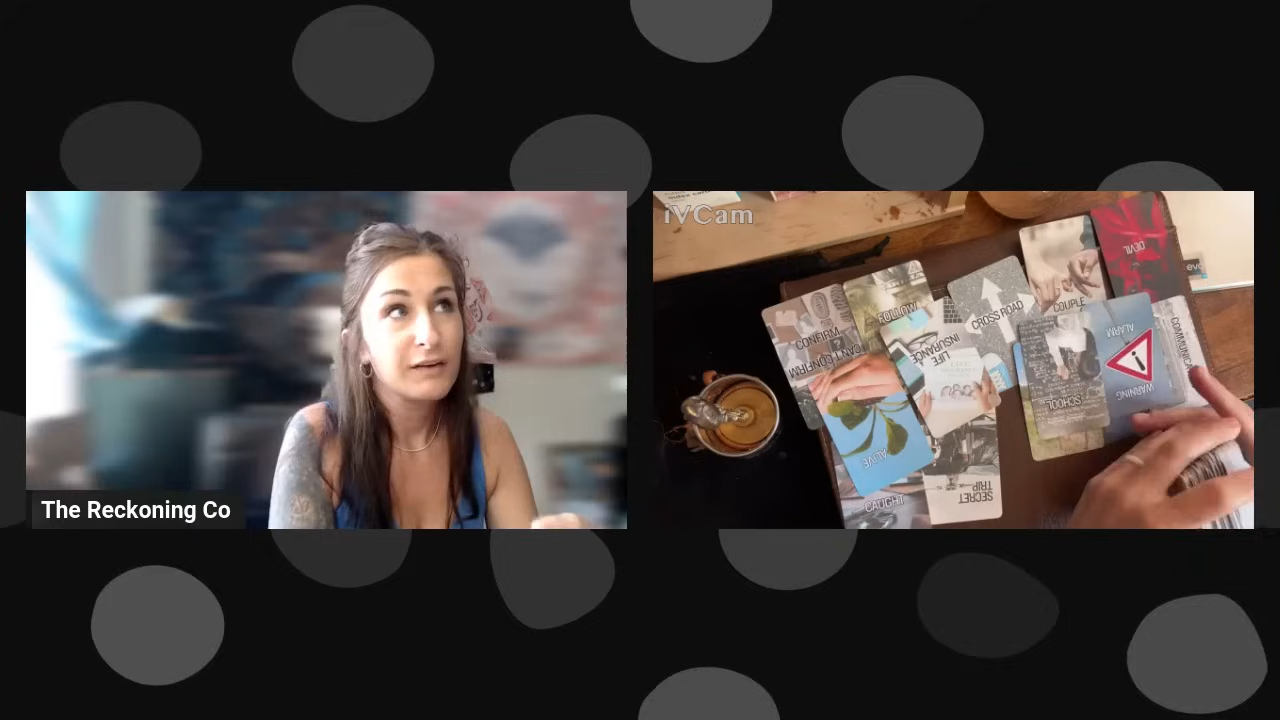 iVCam
The Reckoning Co
CONFIRM
CAN'T CONFIRM
FOLLOW
LIFE
INSURANCE
CROSS ROAD
COUPLE
DEVIL
ALARM
WARNING
SCHOOL
ALIVE
CAUGHT
SECRET
TRIP